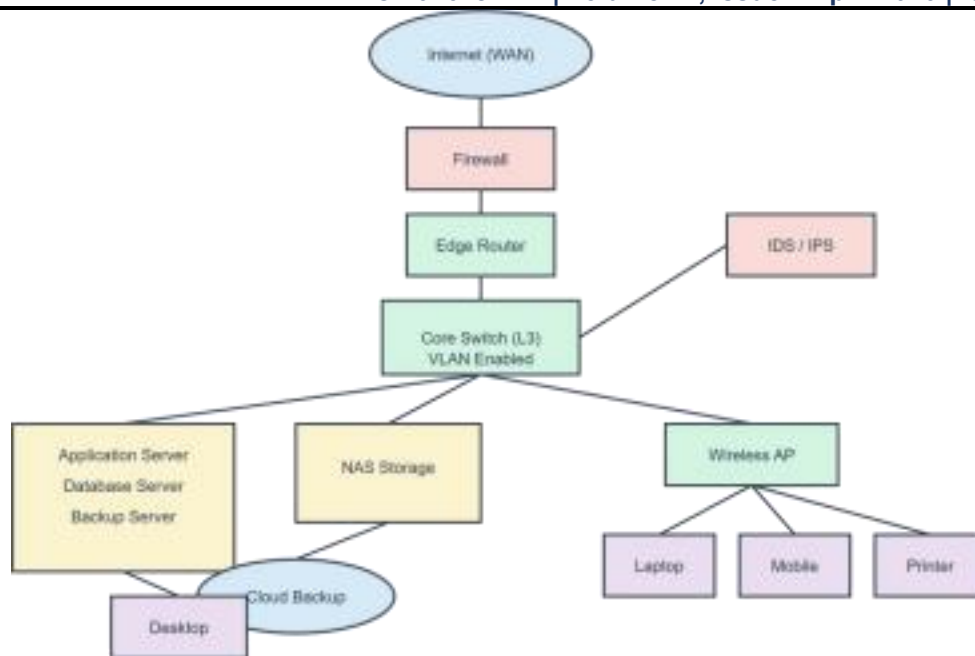 Internet (WAN)
Firewall
Edge Router
IDS / IPS
Core Switch (L3)
VLAN Enabled
Application Server
Database Server
Backup Server
NAS Storage
Wireless AP
Laptop
Mobile
Printer
Cloud Backup
Desktop